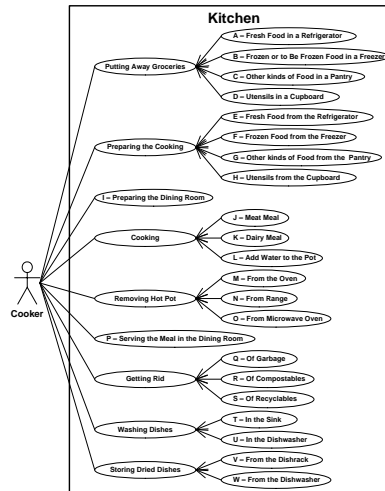 Kitchen
A – Fresh Food in a Refrigerator
B – Frozen or to Be Frozen Food in a Freezer
Putting Away Groceries
C – Other kinds of Food in a Pantry
D – Utensils in a Cupboard
E – Fresh Food from the Refrigerator
F – Frozen Food from the Freezer
Preparing the Cooking
G – Other kinds of Food from the Pantry
H – Utensils from the Cupboard
I – Preparing the Dining Room
J – Meat Meal
Cooking
K – Dairy Meal
L – Add Water to the Pot
M – From the Oven
Removing Hot Pot
N – From Range
O – From Microwave Oven
Cooker
P – Serving the Meal in the Dining Room
Q – Of Garbage
Getting Rid
R – Of Compostables
S – Of Recyclables
T – In the Sink
Washing Dishes
U – In the Dishwasher
V – From the Dishrack
Storing Dried Dishes
W – From the Dishwasher